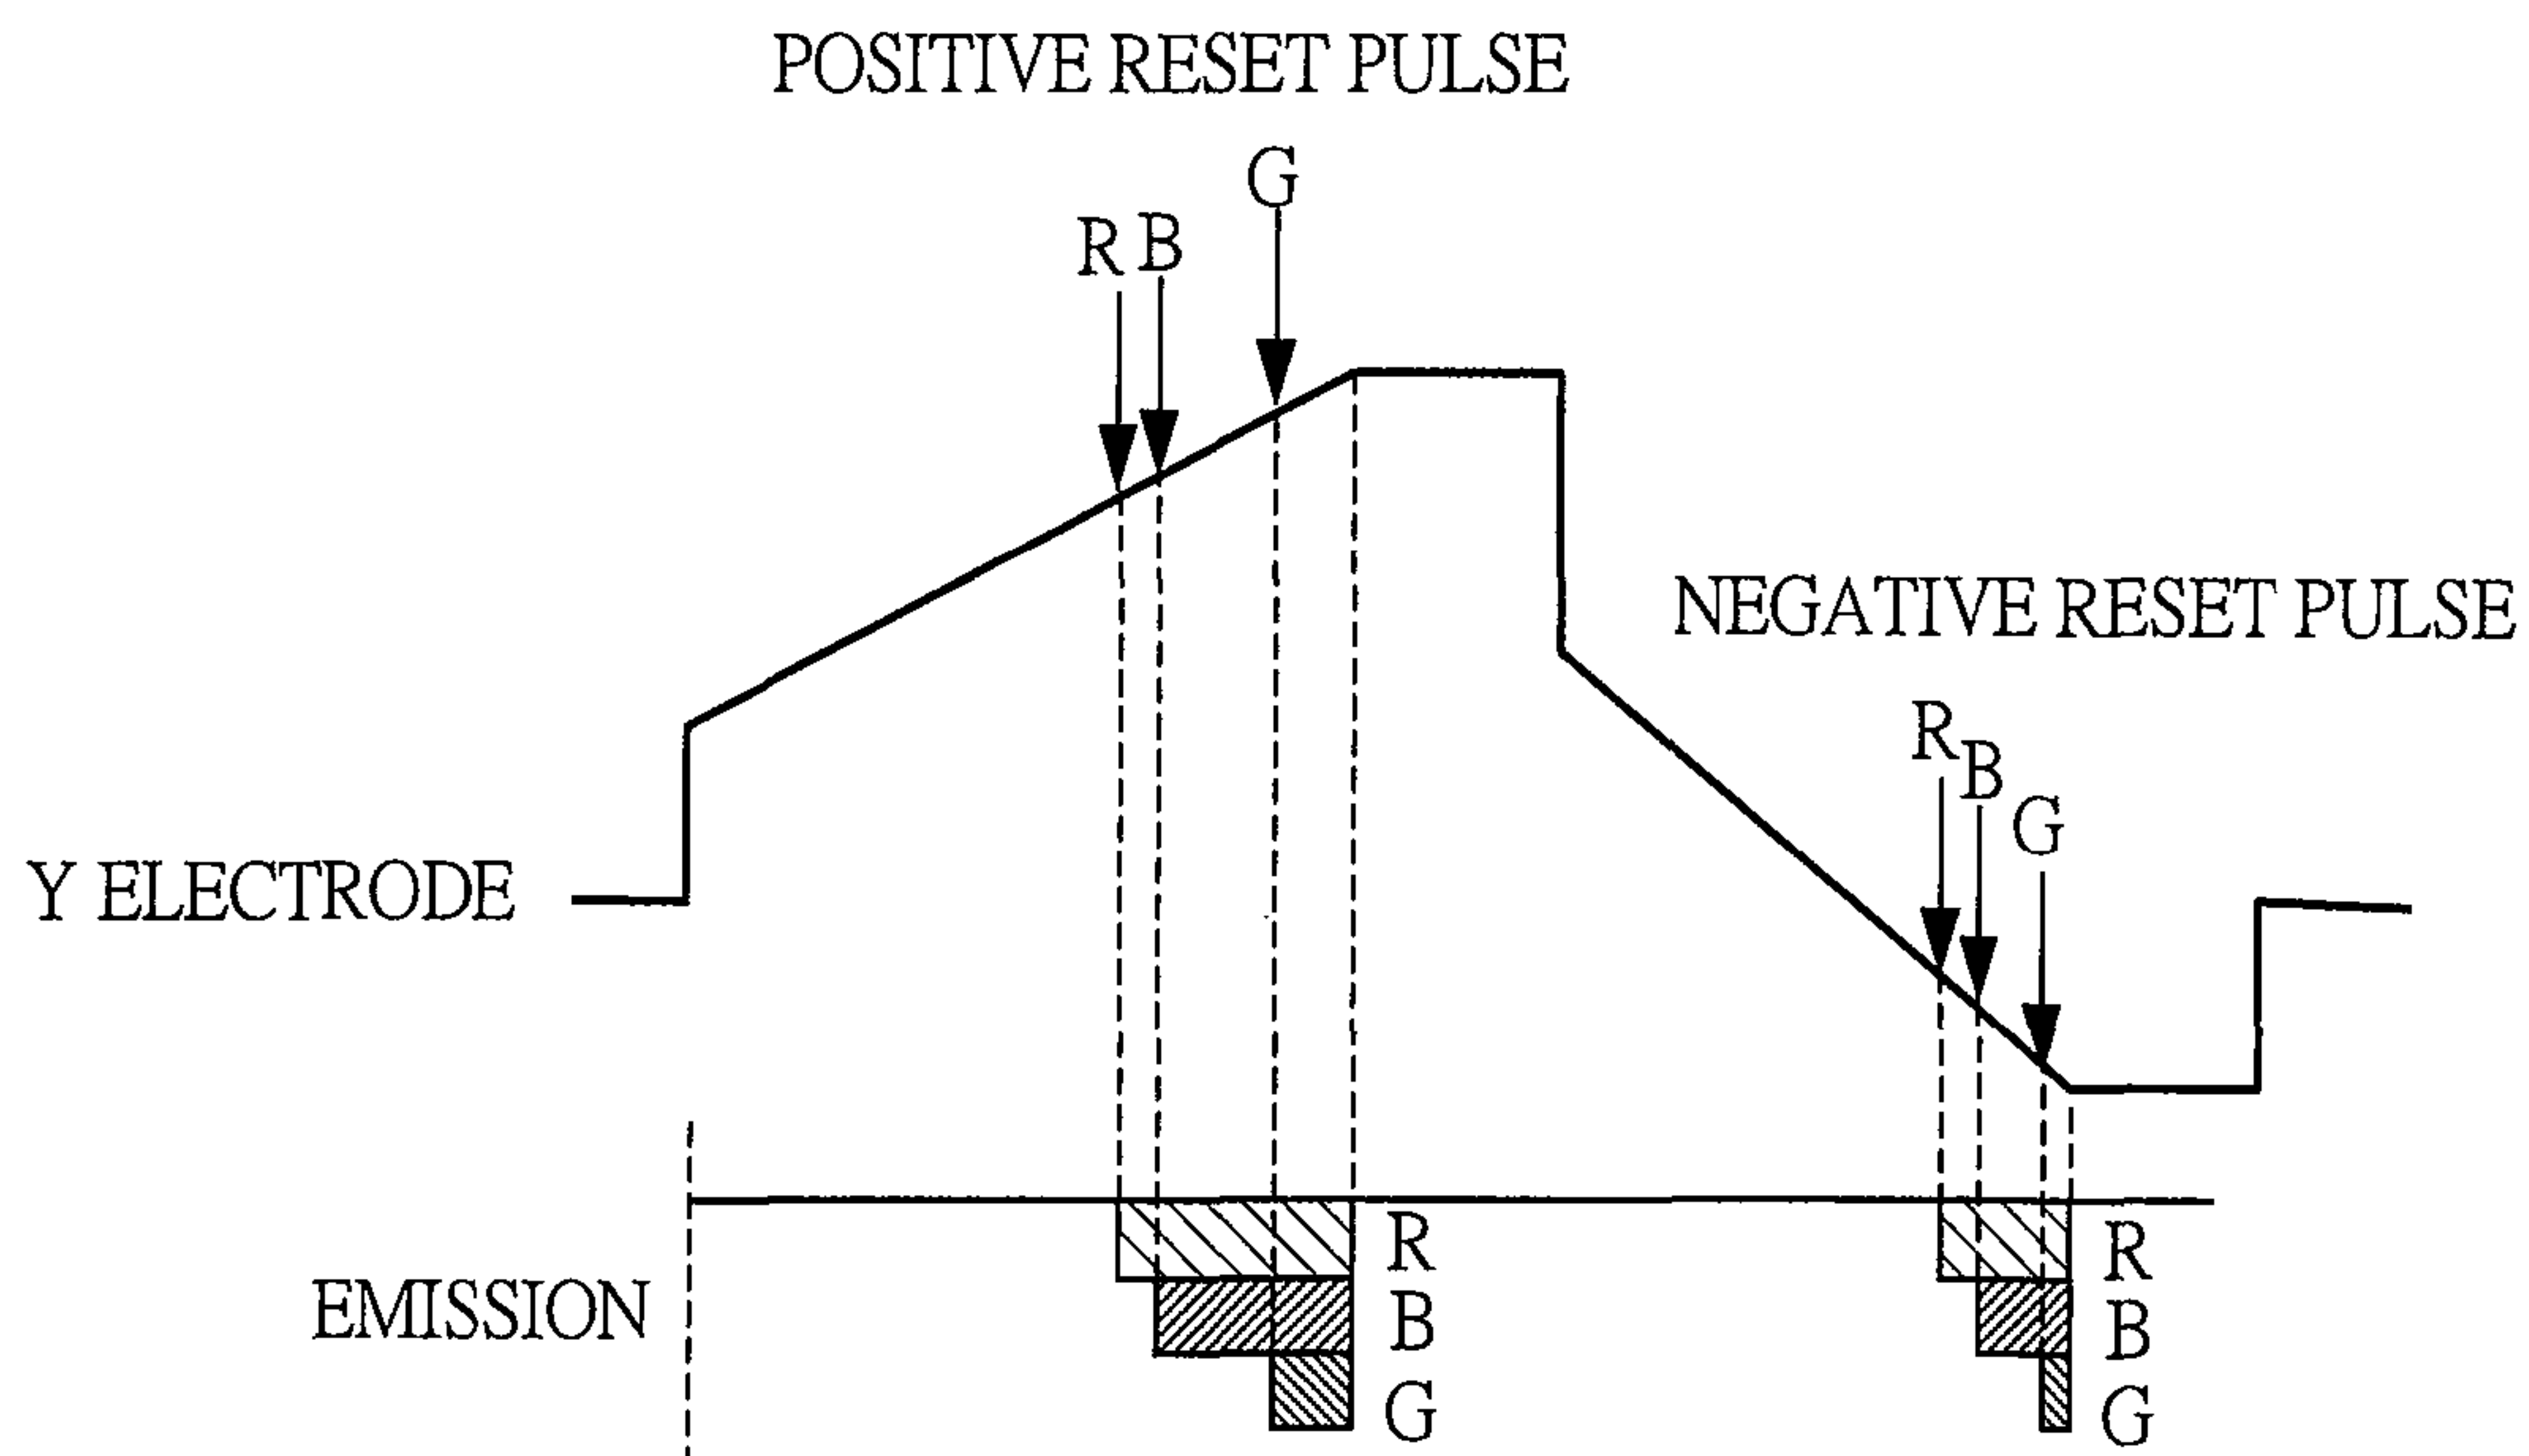 POSITIVE RESET PULSE
G
R B
NEGATIVE RESET PULSE
R
B
G
Y ELECTRODE
EMISSION
R
B
G
R
B
G